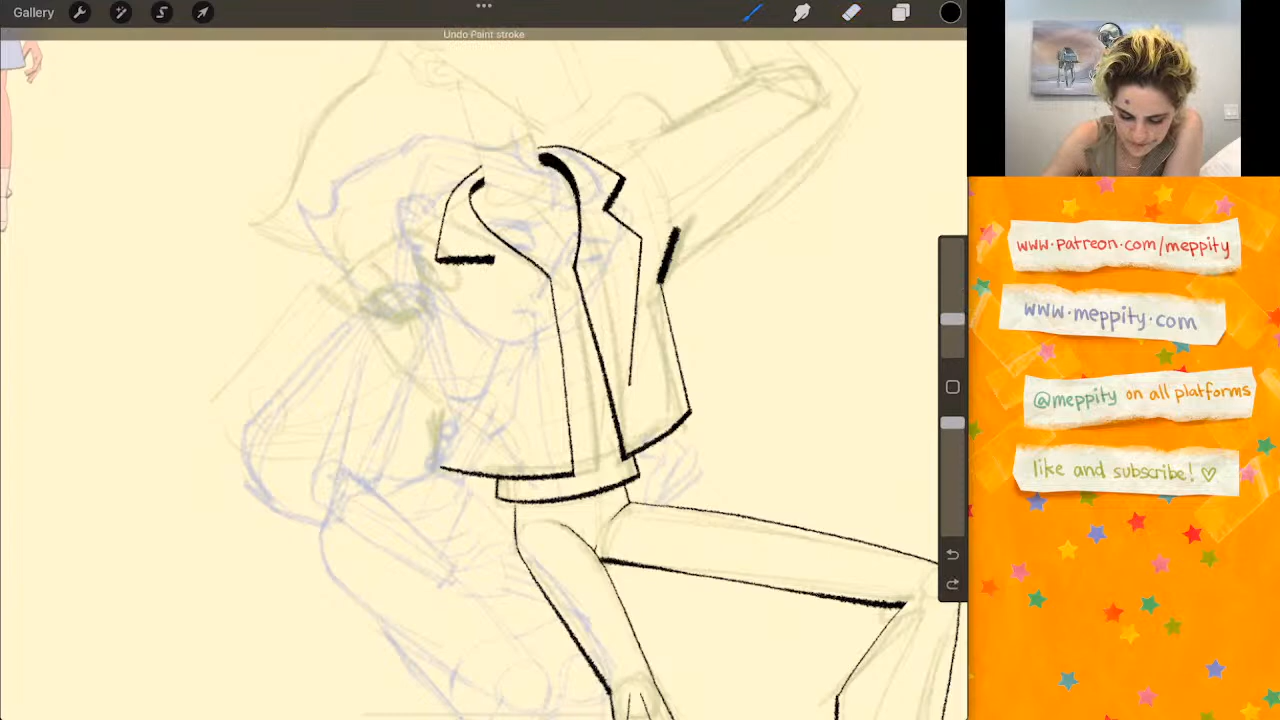 Gallery
Undo Paint stroke
www.patreon.com/meppity
www.meppity.com
@meppity on all platforms
like and subscribe! ♡